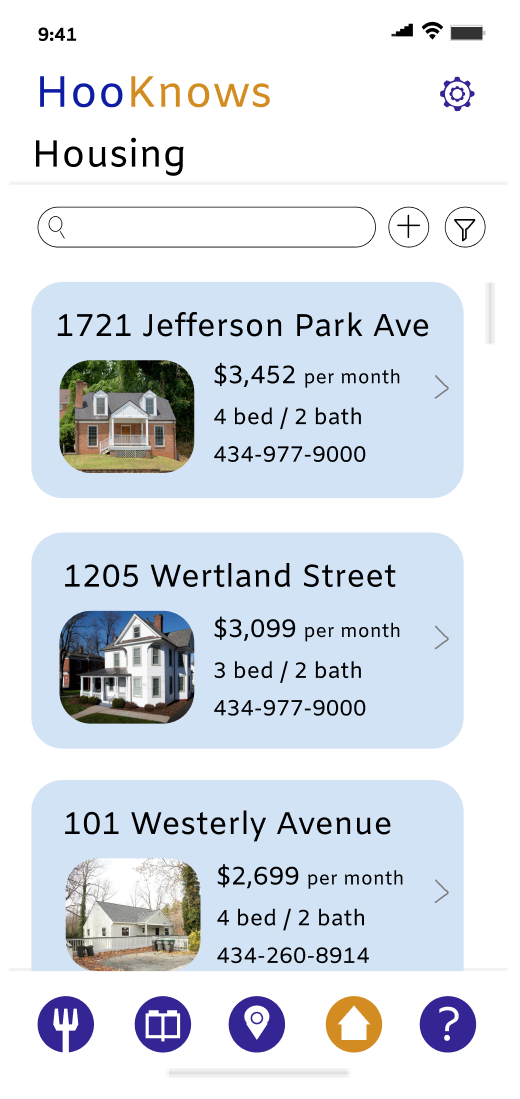 9:41
HooKnows
Housing
1721 Jefferson Park Ave
$3,452 per month
4 bed / 2 bath
434-977-9000
1205 Wertland Street
$3,099 per month
3 bed / 2 bath
434-977-9000
101 Westerly Avenue
$2,699 per month
4 bed / 2 bath
434-260-8914
?